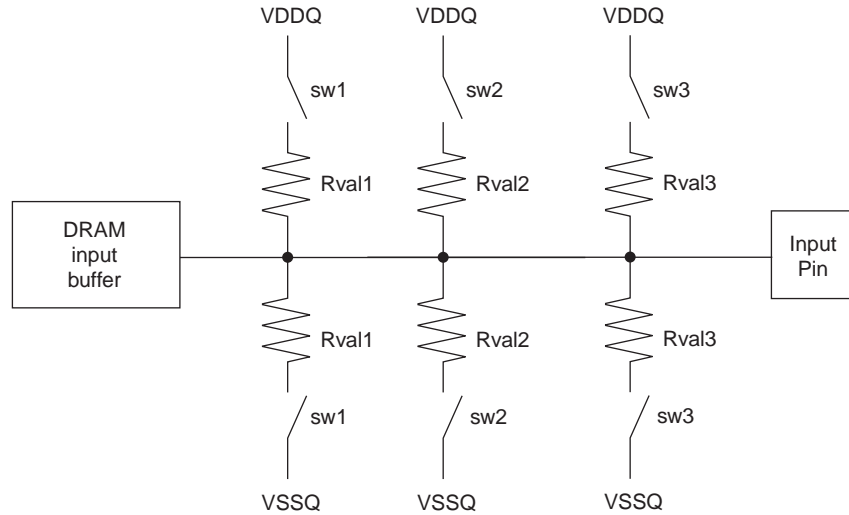 VDDQ VDDQ VDDQ
sw1 sw2 sw3
Rval1 Rval2 Rval3
DRAM
input
buffer
Input
Pin
Rval1 Rval2 Rval3
sw1 sw2 sw3
VSSQ VSSQ VSSQ